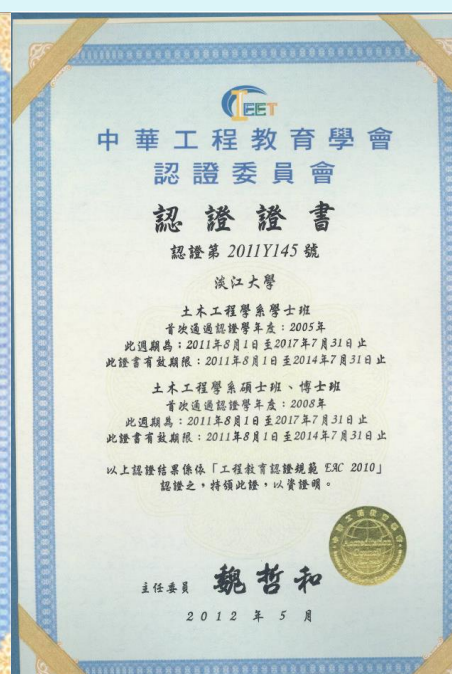 IEET
中華工程教育學會
認證委員會
認證證書
認證第 2011Y145 號
淡江大學
土木工程學系學士班
首次通過認證學年度：2005年
此週期為：2011年8月1日至2017年7月31日止
此證書有效期限：2011年8月1日至2014年7月31日止
土木工程學系碩士班、博士班
首次通過認證學年度：2008年
此週期為：2011年8月1日至2017年7月31日止
此證書有效期限：2011年8月1日至2014年7月31日止
以上認證結果係依「工程教育認證規範 EAC 2010」
認證之，持領此證，以資證明。
主任委員 魏哲和
2012 年 5 月